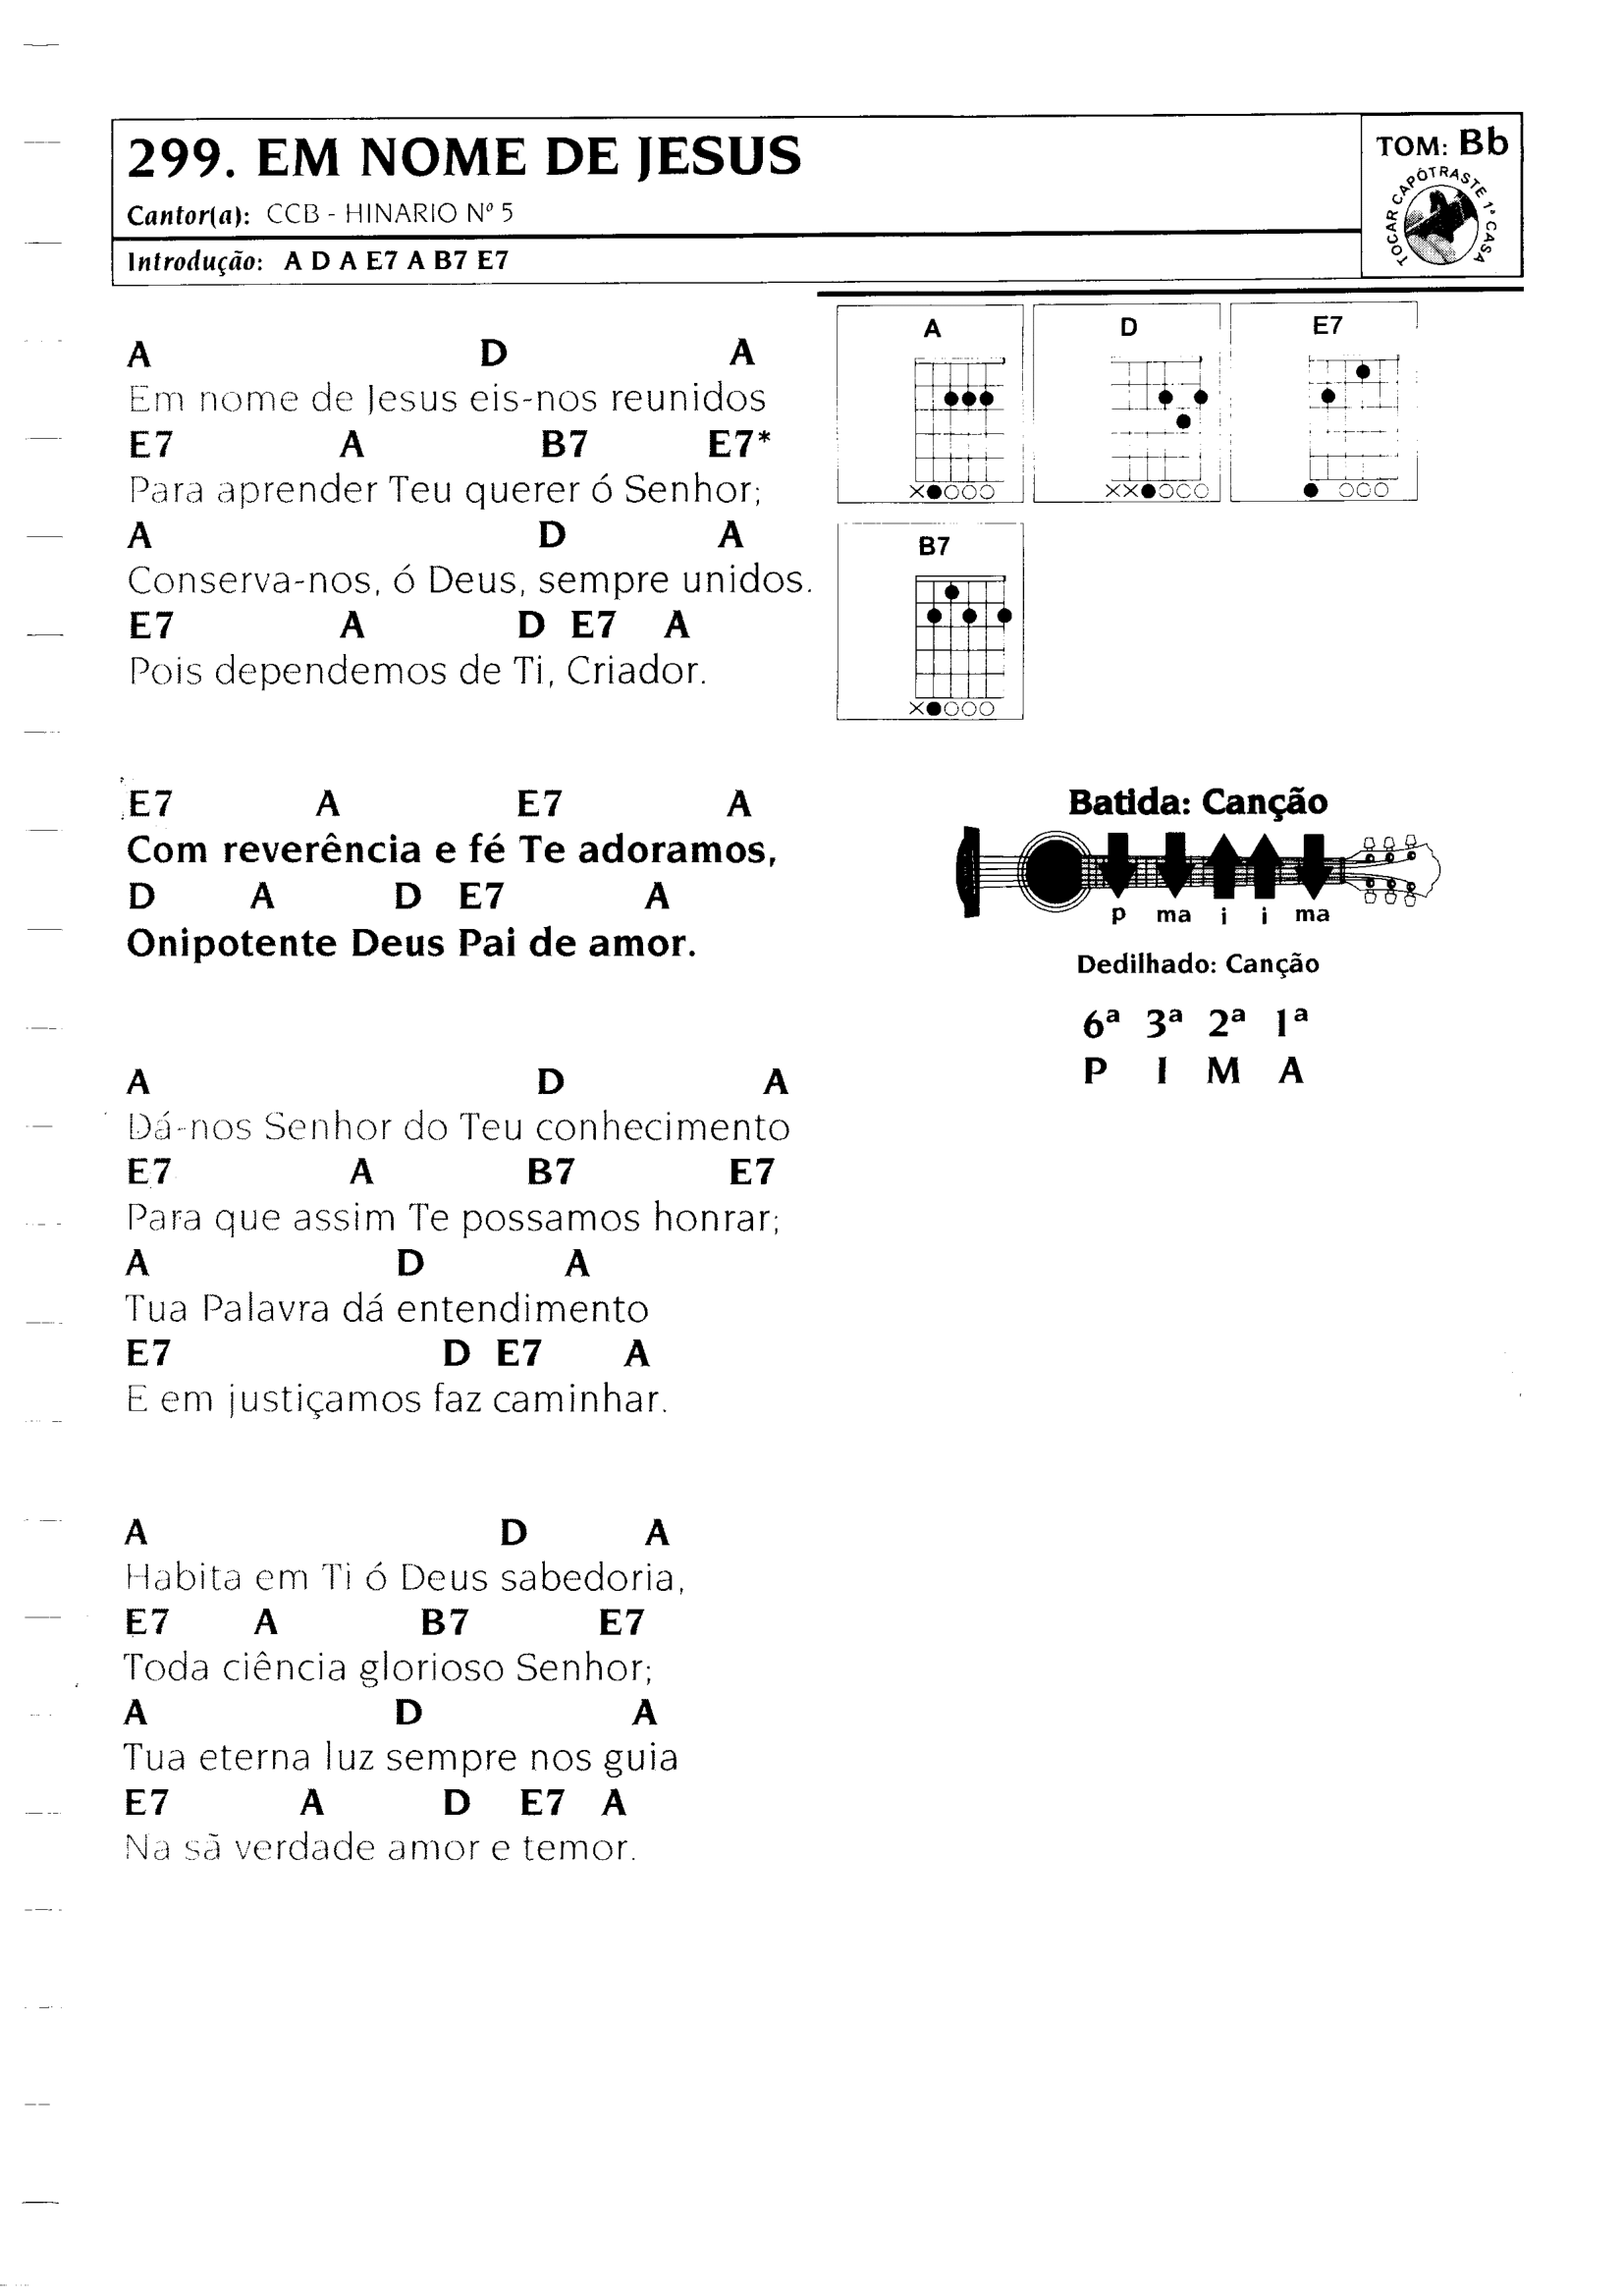 299. EM NOME DE JESUS
Cantor(a): CCB - HINARIO Nº 5
Introdução: A D A E7 A B7 E7
TOM: Bb
TOCAR CAPÓTRASTE 1ª CASA
A D A
Em nome de Jesus eis-nos reunidos
E7 A B7 E7*
Para aprender Teu querer ó Senhor;
A D A
Conserva-nos, ó Deus, sempre unidos.
E7 A D E7 A
Pois dependemos de Ti, Criador.
E7 A E7 A
Com reverência e fé Te adoramos,
D A D E7 A
Onipotente Deus Pai de amor.
A D A
Dá-nos Senhor do Teu conhecimento
E7 A B7 E7
Para que assim Te possamos honrar;
A D A
Tua Palavra dá entendimento
E7 D E7 A
E em justiçamos faz caminhar.
A D A
Habita em Ti ó Deus sabedoria,
E7 A B7 E7
Toda ciência glorioso Senhor;
A D A
Tua eterna luz sempre nos guia
E7 A D E7 A
Na sã verdade amor e temor.
A D E7
B7
Batida: Canção
p ma i i ma
Dedilhado: Canção
6ª 3ª 2ª 1ª
P I M A